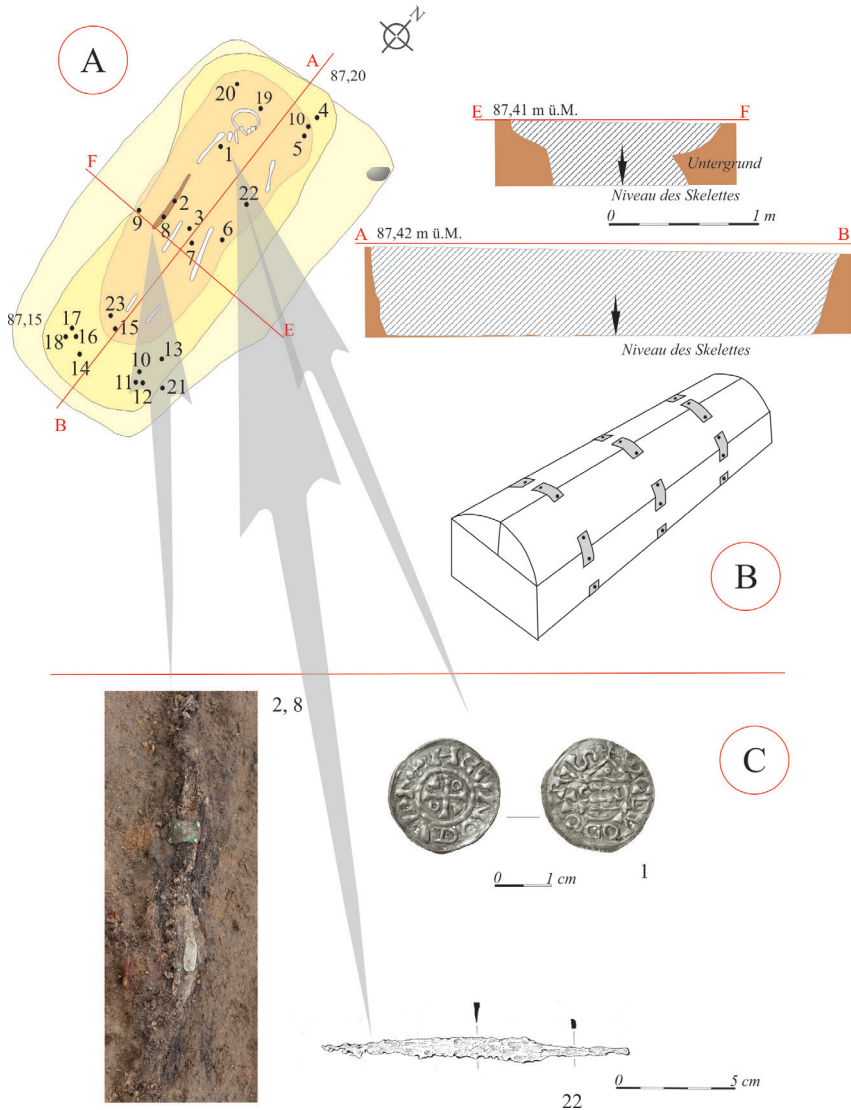 N
A
A
87,20
20
19
4
10
5
1
F
2
22
9
8
3
6
7
87,15
23
E
17
15
18
16
13
14
10
11
12
21
B
E
87,41 m ü.M.
F
Untergrund
Niveau des Skelettes
0 1 m
A
87,42 m ü.M.
B
Niveau des Skelettes
B
2, 8
C
0 1 cm
1
0 5 cm
22